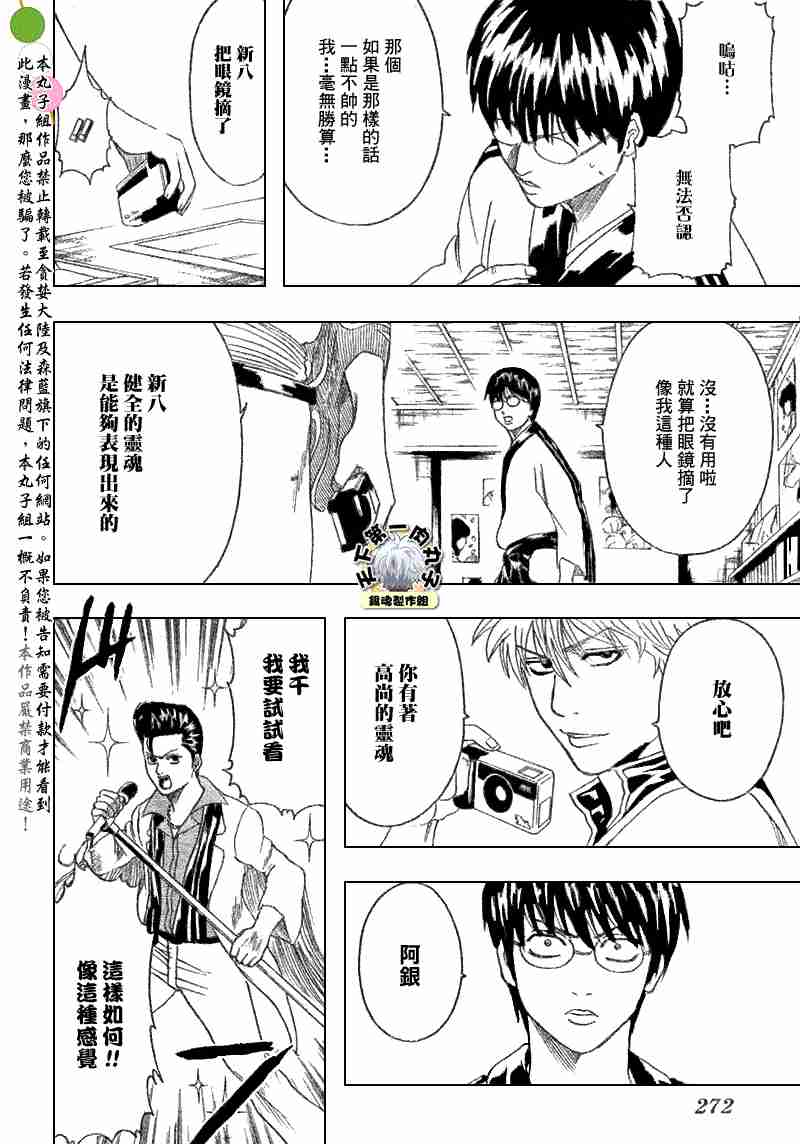 嗚咕…
無法否認
那個
如果是那樣的話
一點不帥的
我…毫無勝算…
新八
把眼鏡摘了
!!
沒…沒有用啦
就算把眼鏡摘了
像我這種人
新八
健全的靈魂
是能夠表現出來的
放心吧
你有著
高尚的靈魂
阿銀
我干
我要試試看
這樣如何!!
像這種感覺
天下第一肉廿天
銀魂製作組
本丸子組作品禁止轉載至貪婪大陸及森藍旗下的任何網站。如果您被告知需要付款才能看到
此漫畫，那麼您被騙了。若發生任何法律問題，本丸子組一概不負責！本作品嚴禁商業用途！
272